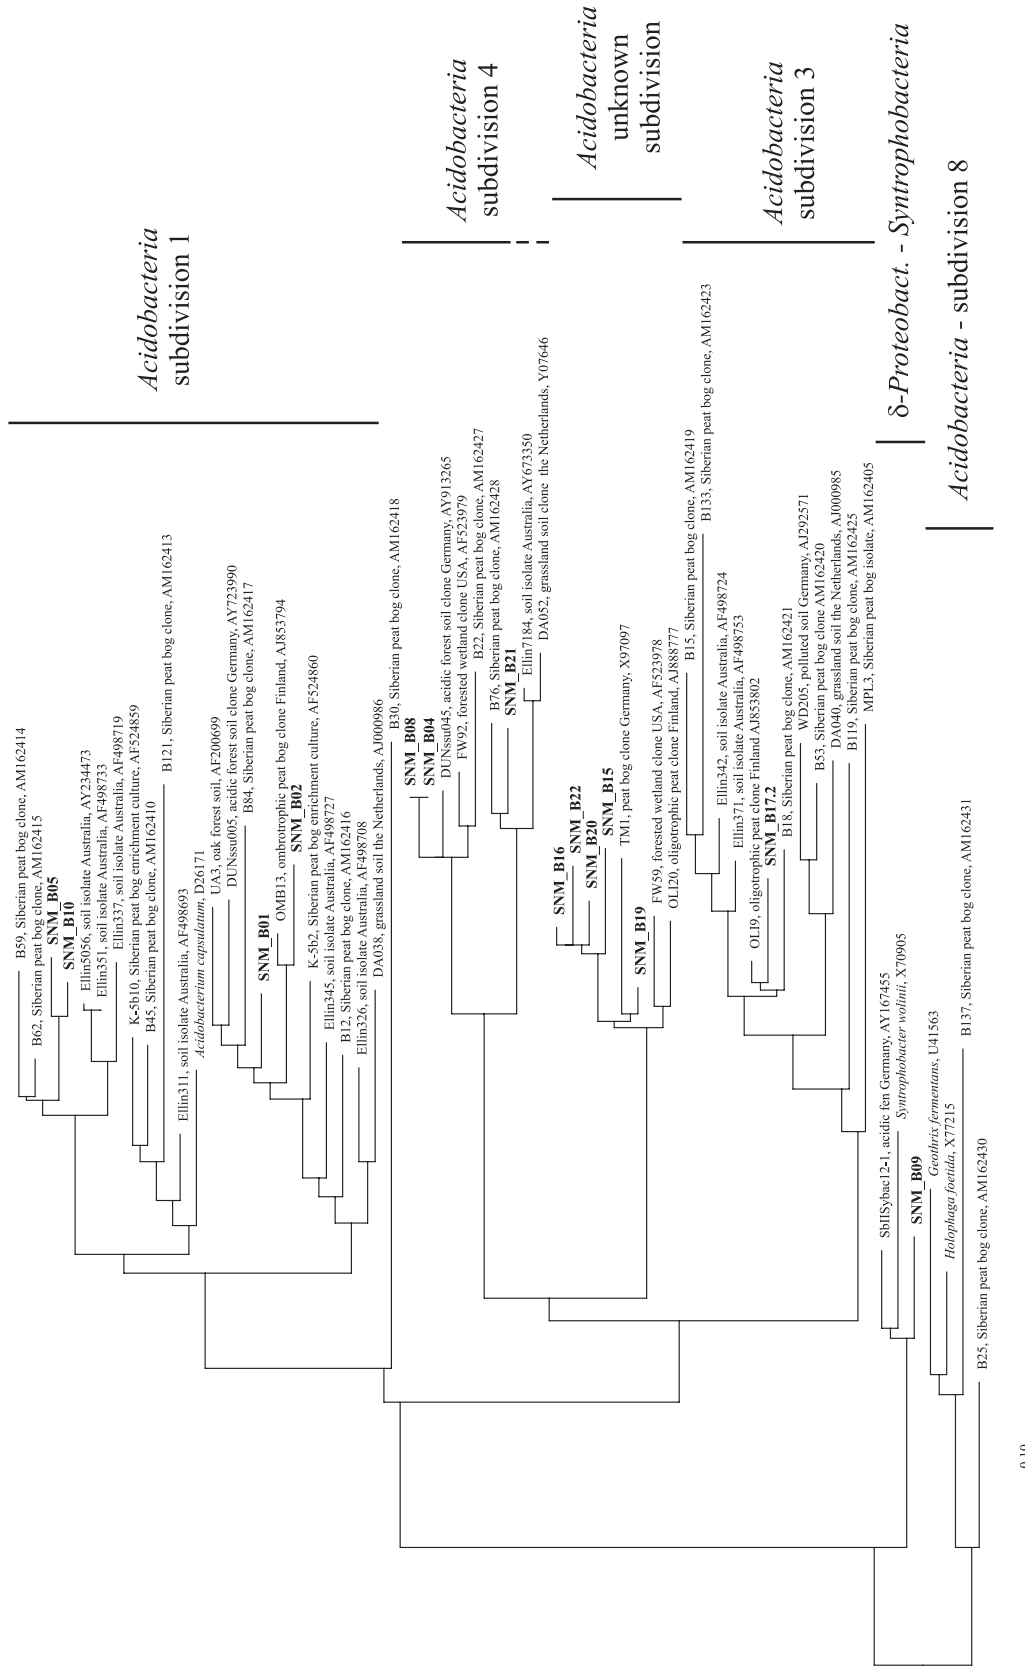 B59, Siberian peat bog clone, AM162414
B62, Siberian peat bog clone, AM162415
SNM_B05
SNM_B10
Ellin5056, soil isolate Australia, AY234473
Ellin351, soil isolate Australia, AF498733
Ellin337, soil isolate Australia, AF498719
K-5b10, Siberian peat bog enrichment culture, AF524859
B45, Siberian peat bog clone, AM162410
B121, Siberian peat bog clone, AM162413
Ellin311, soil isolate Australia, AF498693
Acidobacterium capsulatum, D26171
UA3, oak forest soil, AF200699
DUNssu005, acidic forest soil clone Germany, AY723990
B84, Siberian peat bog clone, AM162417
SNM_B01
OMB13, ombrotrophic peat bog clone Finland, AJ853794
SNM_B02
K-5b2, Siberian peat bog enrichment culture, AF524860
Ellin345, soil isolate Australia, AF498727
B12, Siberian peat bog clone, AM162416
Ellin326, soil isolate Australia, AF498708
DA038, grassland soil the Netherlands, AJ000986
B30, Siberian peat bog clone, AM162418
Acidobacteria
subdivision 1
SNM_B08
SNM_B04
DUNssu045, acidic forest soil clone Germany, AY913265
FW92, forested wetland clone USA, AF523979
B22, Siberian peat bog clone, AM162427
B76, Siberian peat bog clone, AM162428
SNM_B21
Ellin7184, soil isolate Australia, AY673350
DA052, grassland soil clone the Netherlands, Y07646
Acidobacteria
subdivision 4
SNM_B16
SNM_B22
SNM_B20
SNM_B15
TM1, peat bog clone Germany, X97097
SNM_B19
FW59, forested wetland clone USA, AF523978
OLI20, oligotrophic peat clone Finland, AJ888777
Acidobacteria
unknown
subdivision
B15, Siberian peat bog clone, AM162419
B133, Siberian peat bog clone, AM162423
Ellin342, soil isolate Australia, AF498724
Ellin371, soil isolate Australia, AF498753
OLI9, oligotrophic peat clone Finland AJ853802
SNM_B17.2
B18, Siberian peat bog clone, AM162421
WD205, polluted soil Germany, AJ292571
B53, Siberian peat bog clone AM162420
DA040, grassland soil the Netherlands, AJ000985
B119, Siberian peat bog clone, AM162425
MPL3, Siberian peat bog isolate, AM162405
Acidobacteria
subdivision 3
SbIISybac12-1, acidic fen Germany, AY167455
Syntrophobacter wolinii, X70905
SNM_B09
δ-Proteobact. - Syntrophobacteria
Geothrix fermentans, U41563
Holophaga foetida, X77215
B137, Siberian peat bog clone, AM162431
B25, Siberian peat bog clone, AM162430
Acidobacteria - subdivision 8
0.10